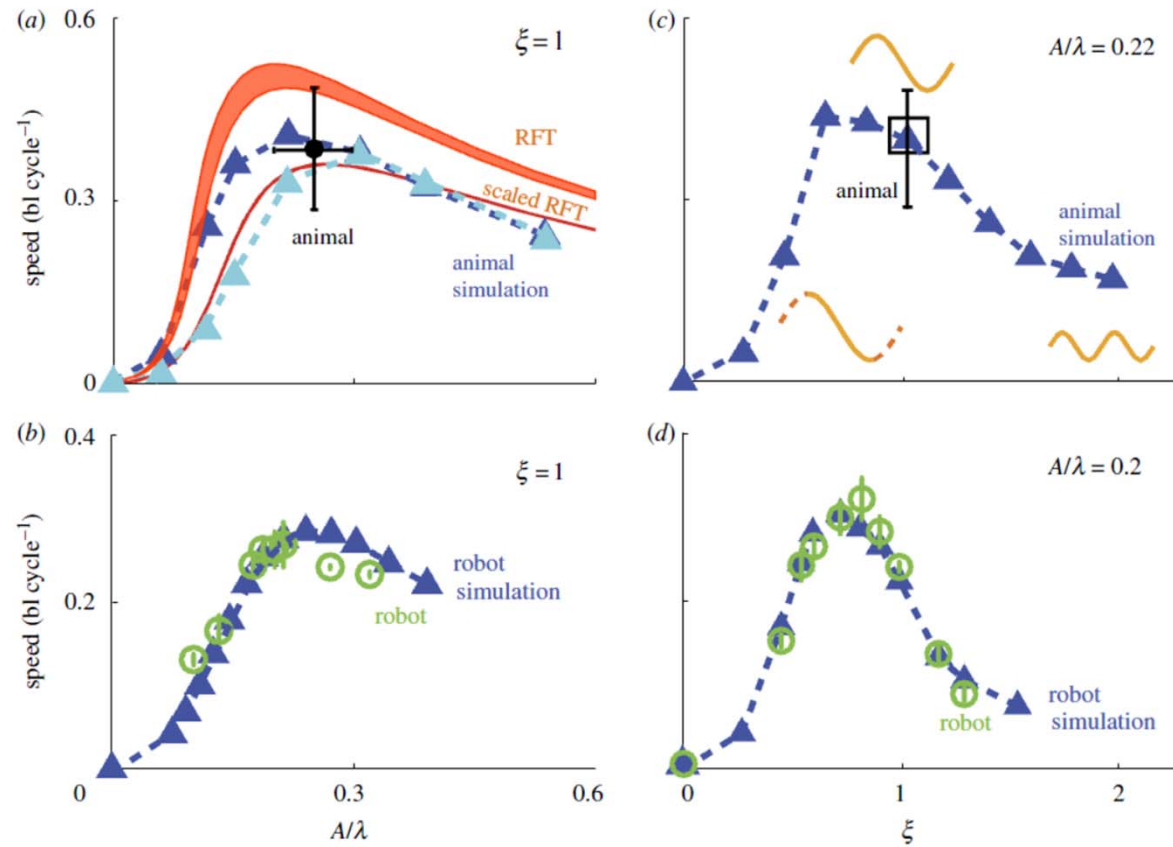 (a)
0.6
ξ = 1
RFT
0.3
speed (bl cycle⁻¹)
scaled RFT
animal
animal
simulation
0
(c)
A/λ = 0.22
animal
animal
simulation
(b)
0.4
ξ = 1
speed (bl cycle⁻¹)
0.2
robot
simulation
robot
0
0.3
0.6
A/λ
(d)
A/λ = 0.2
robot
simulation
robot
0
1
2
ξ